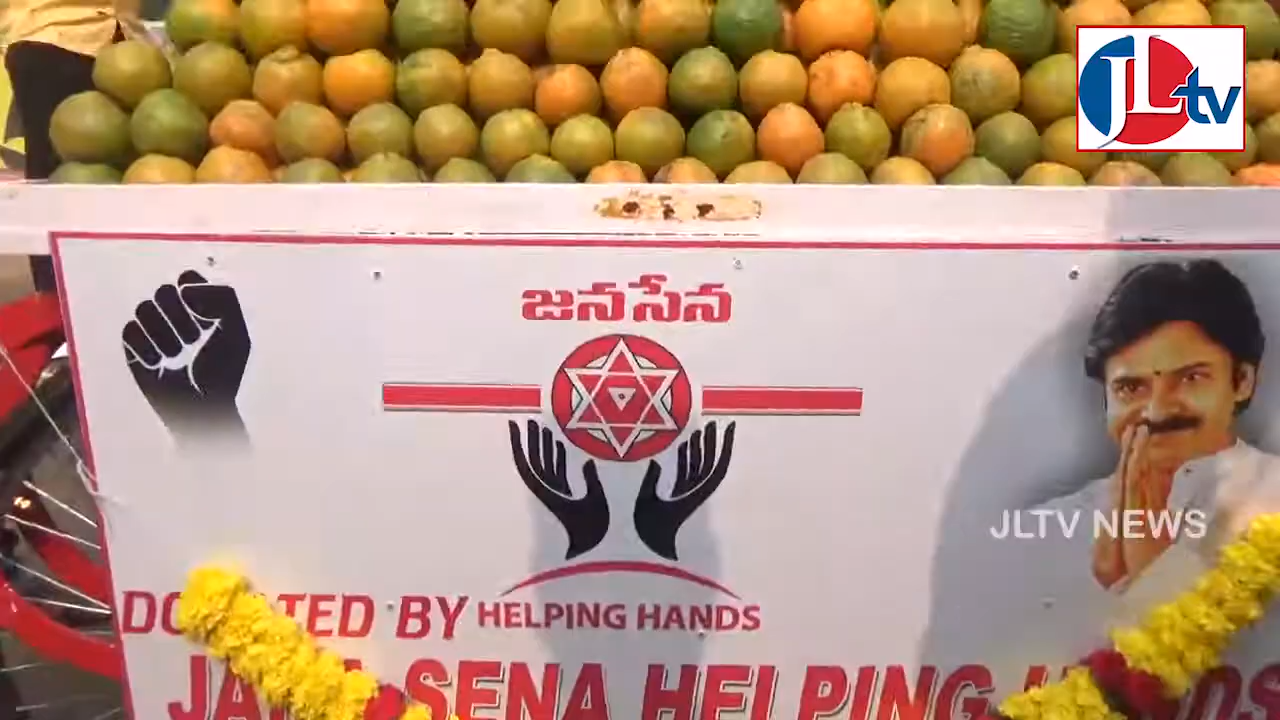 JLtv
జనసేన
JLTV NEWS
DONATED BY HELPING HANDS
JANA SENA HELPING HANDS